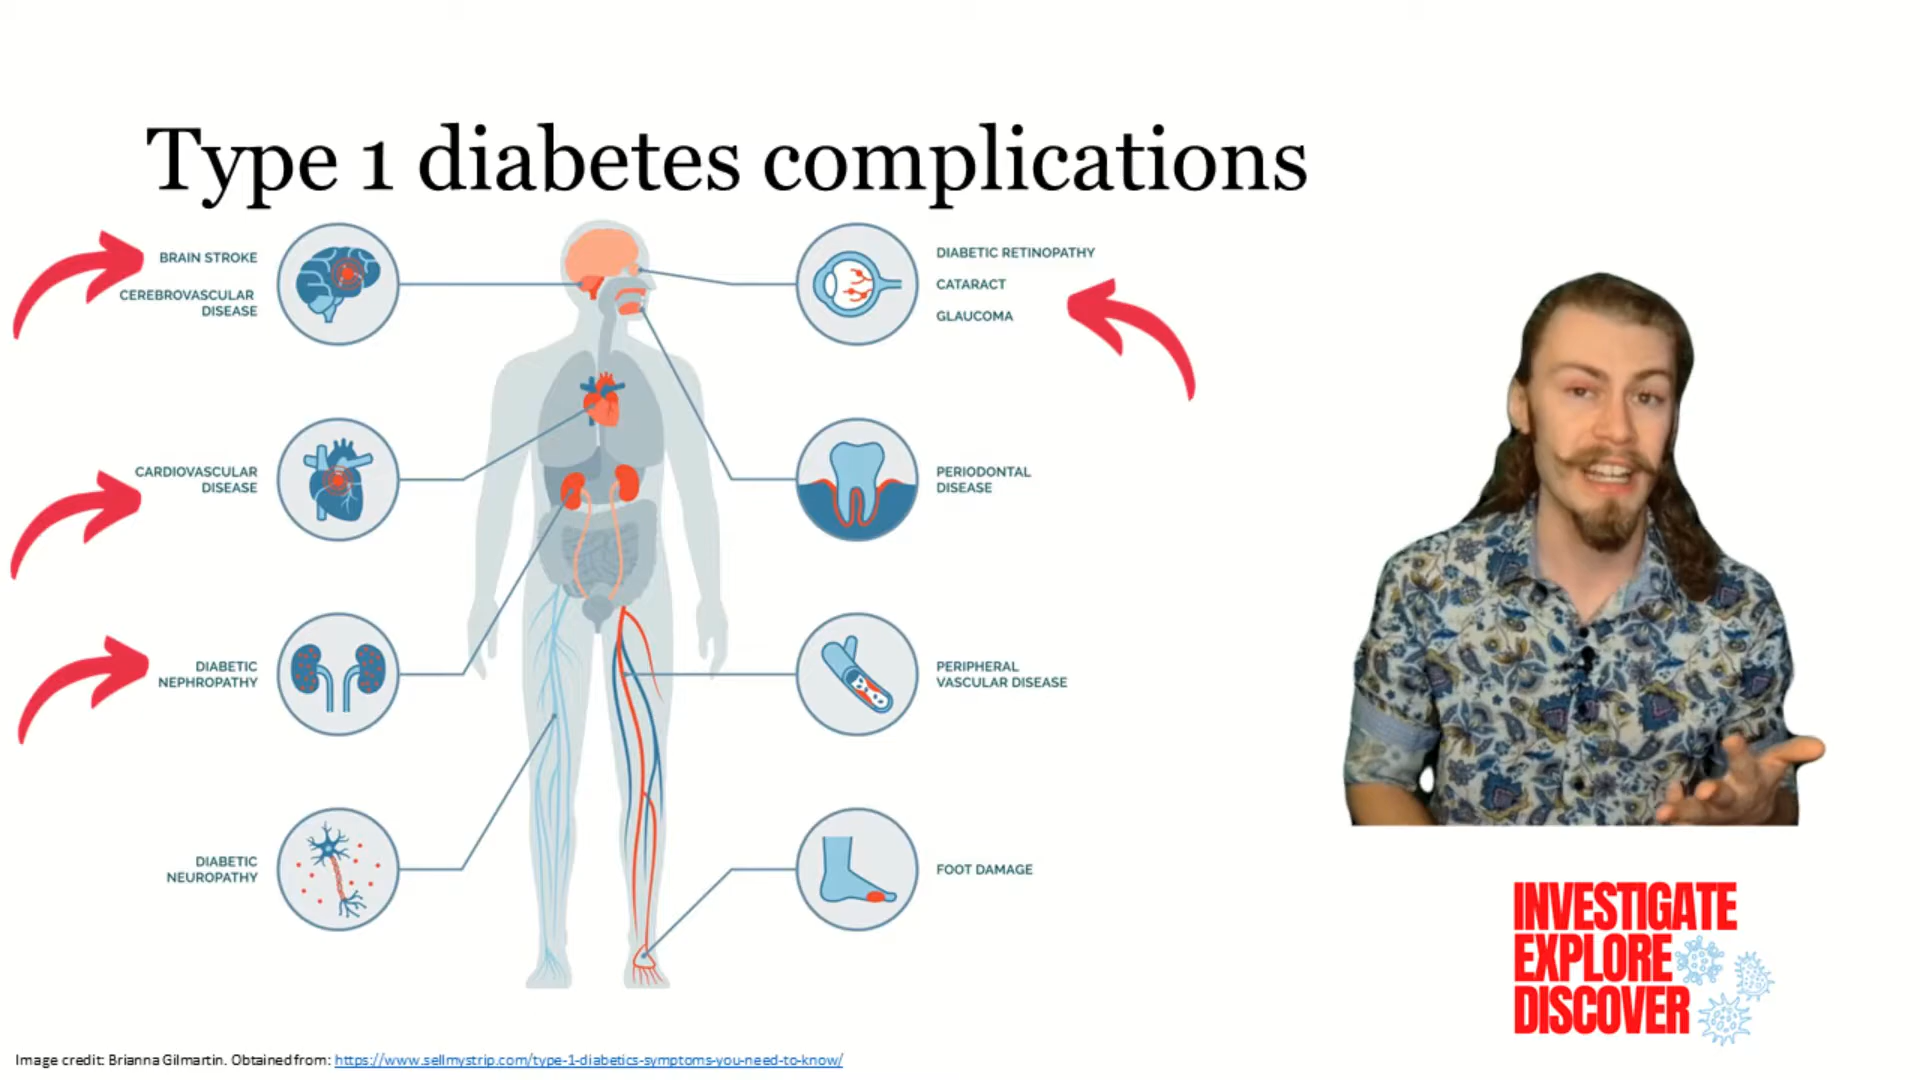 Type 1 diabetes complications
BRAIN STROKE
CEREBROVASCULAR
DISEASE
DIABETIC RETINOPATHY
CATARACT
GLAUCOMA
CARDIOVASCULAR
DISEASE
PERIODONTAL
DISEASE
DIABETIC
NEPHROPATHY
PERIPHERAL
VASCULAR DISEASE
DIABETIC
NEUROPATHY
FOOT DAMAGE
INVESTIGATE
EXPLORE
DISCOVER
Image credit: Brianna Gilmartin. Obtained from: https://www.sellmystrip.com/type-1-diabetics-symptoms-you-need-to-know/